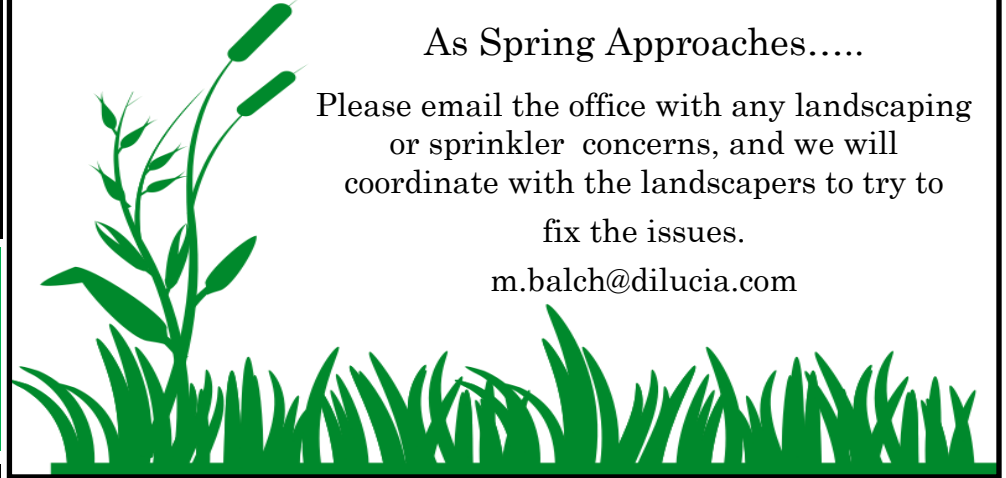 As Spring Approaches…..
Please email the office with any landscaping
or sprinkler  concerns, and we will
coordinate with the landscapers to try to
fix the issues.
m.balch@dilucia.com